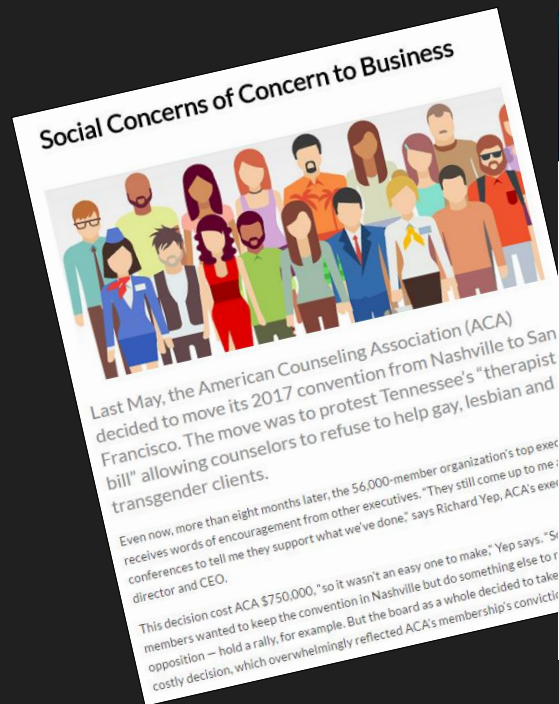 Social Concerns of Concern to Business
Last May, the American Counseling Association (ACA)
decided to move its 2017 convention from Nashville to San
Francisco. The move was to protest Tennessee's “therapist
bill” allowing counselors to refuse to help gay, lesbian and
transgender clients.
Even now, more than eight months later, the 56,000-member organization's top
receives words of encouragement from other executives. “They still come up to me
conferences to tell me they support what we've done,” says Richard Yep, ACA's
director and CEO.
This decision cost ACA $750,000, “so it wasn't an easy one to make,” Yep says.
members wanted to keep the convention in Nashville but do something else to
opposition — hold a rally, for example. But the board as a whole decided to take
costly decision, which overwhelmingly reflected ACA's membership's